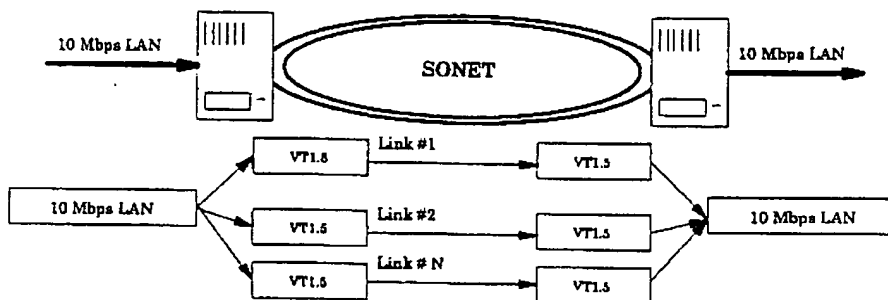 10 Mbps LAN
SONET
10 Mbps LAN
Link #1
VT1.5
VT1.5
10 Mbps LAN
Link #2
VT1.5
VT1.5
10 Mbps LAN
Link # N
VT1.5
VT1.5